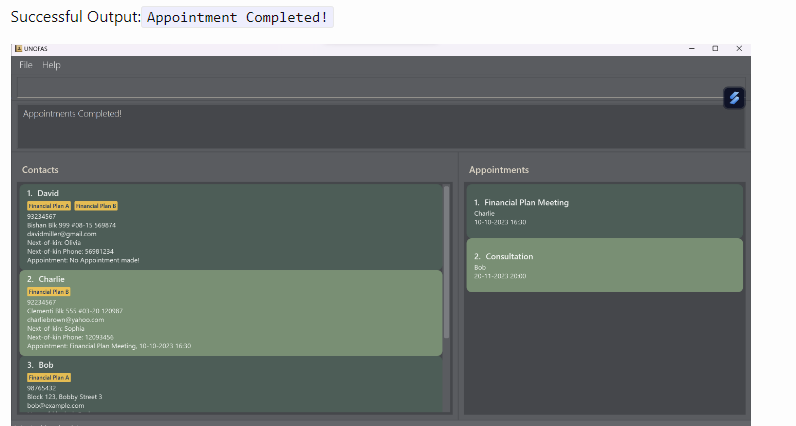 Successful Output: Appointment Completed!
UNOFAS
File Help
Appointments Completed!
Contacts
Appointments
1. David
Financial Plan A Financial Plan B
93234567
Bishan Blk 999 #08-15 569874
davidmiller@gmail.com
Next-of-kin: Olivia
Next-of-kin Phone: 56981234
Appointment: No Appointment made!
2. Charlie
Financial Plan B
92234567
Clementi Blk 555 #03-20 120987
charliebrown@yahoo.com
Next-of-kin: Sophia
Next-of-kin Phone: 12093456
Appointment: Financial Plan Meeting, 10-10-2023 16:30
3. Bob
Financial Plan A
98765432
Block 123, Bobby Street 3
bob@example.com
1. Financial Plan Meeting
Charlie
10-10-2023 16:30
2. Consultation
Bob
20-11-2023 20:00